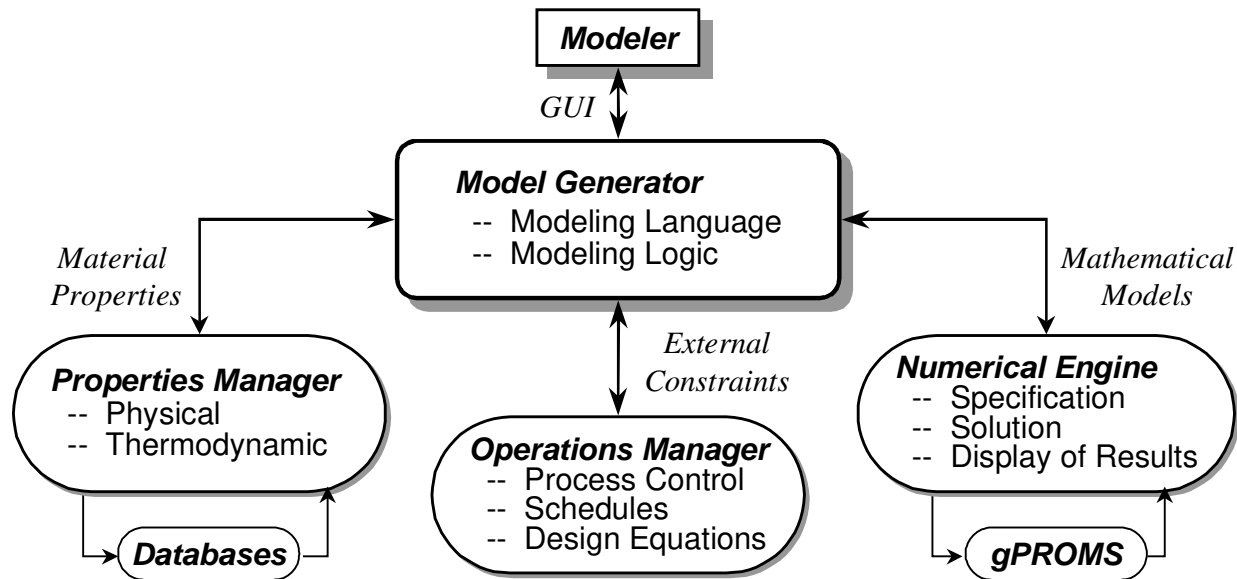 Modeler
GUI
Model Generator
-- Modeling Language
-- Modeling Logic
Material
Properties
Mathematical
Models
External
Constraints
Properties Manager
-- Physical
-- Thermodynamic
Databases
Operations Manager
-- Process Control
-- Schedules
-- Design Equations
Numerical Engine
-- Specification
-- Solution
-- Display of Results
gPROMS